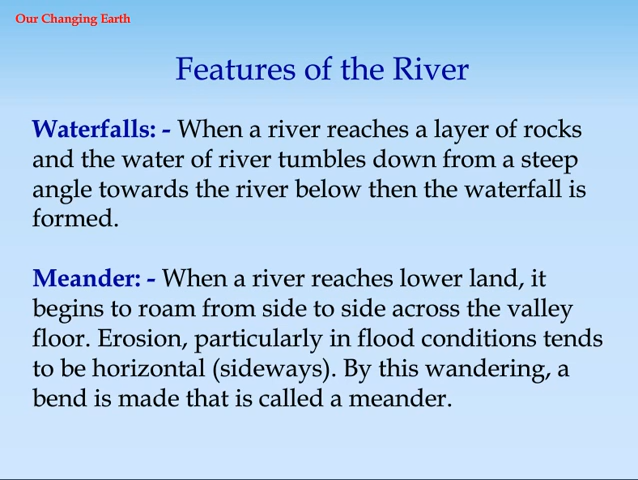 Our Changing Earth
Features of the River
Waterfalls: - When a river reaches a layer of rocks
and the water of river tumbles down from a steep
angle towards the river below then the waterfall is
formed.
Meander: - When a river reaches lower land, it
begins to roam from side to side across the valley
floor. Erosion, particularly in flood conditions tends
to be horizontal (sideways). By this wandering, a
bend is made that is called a meander.